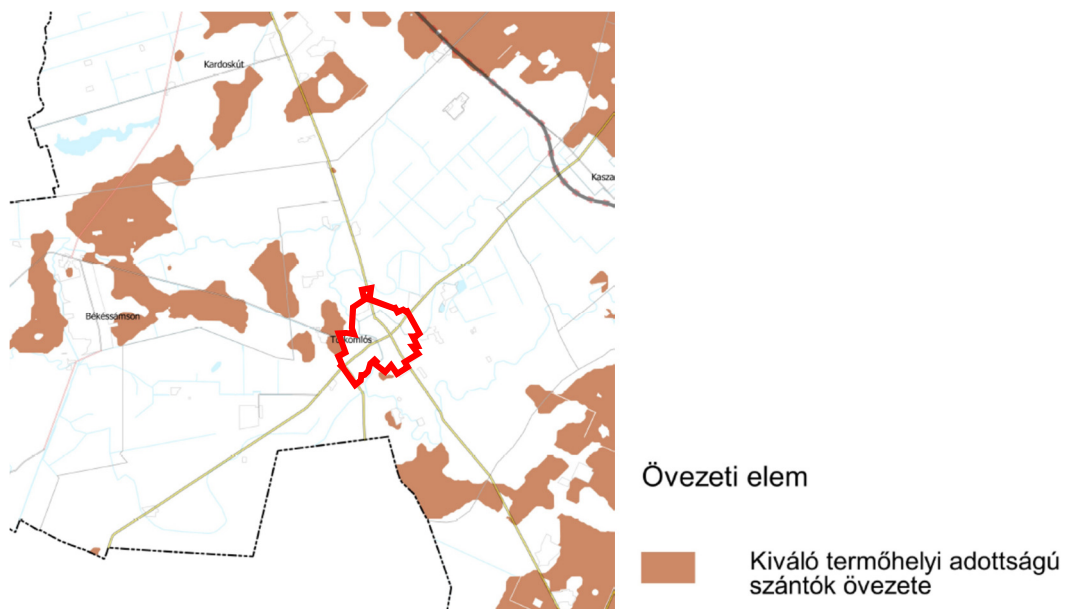 Kardoskút
Kasza
Békéssámson
Tótkomlós
Övezeti elem
Kiváló termőhelyi adottságú
szántók övezete